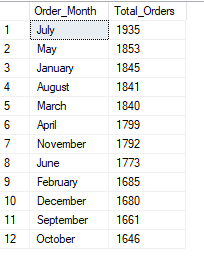 Order_Month Total_Orders
1 July 1935
2 May 1853
3 January 1845
4 August 1841
5 March 1840
6 April 1799
7 November 1792
8 June 1773
9 February 1685
10 December 1680
11 September 1661
12 October 1646